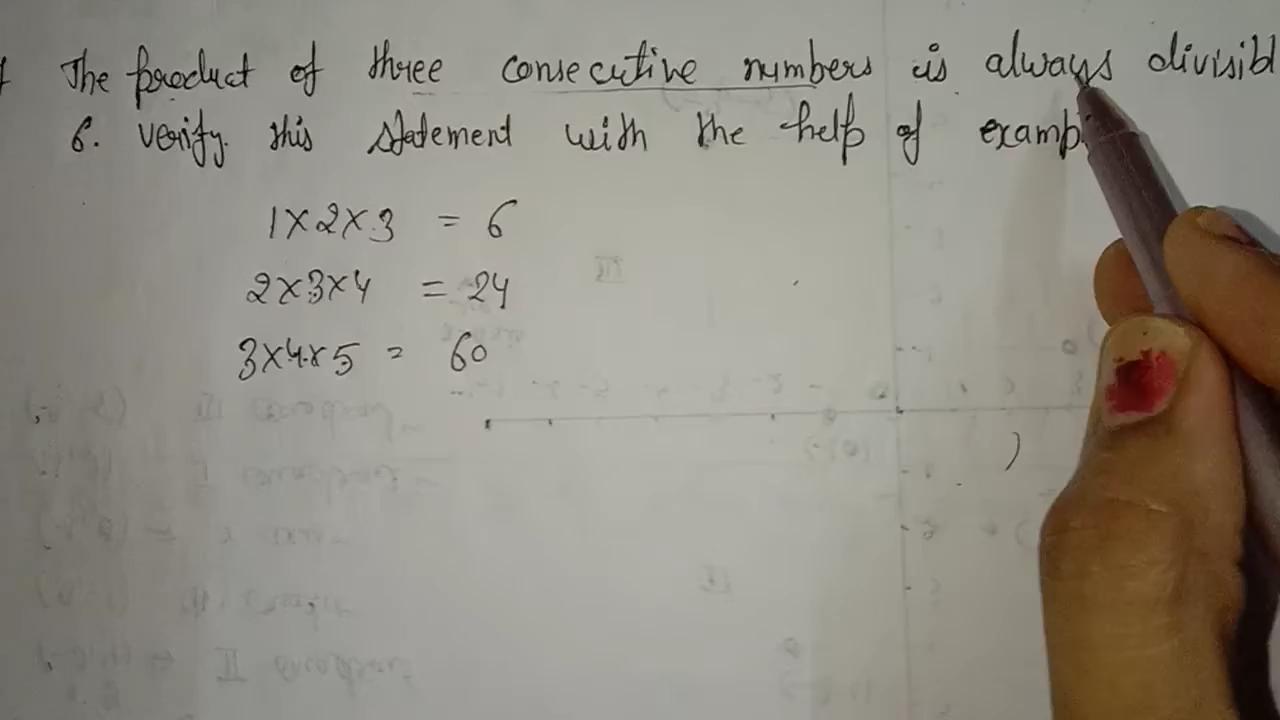 The product of three consecutive numbers is always divisibl
6. verify this statement with the help of exampl
1 × 2 × 3 = 6
2 × 3 × 4 = 24
3 × 4 × 5 = 60